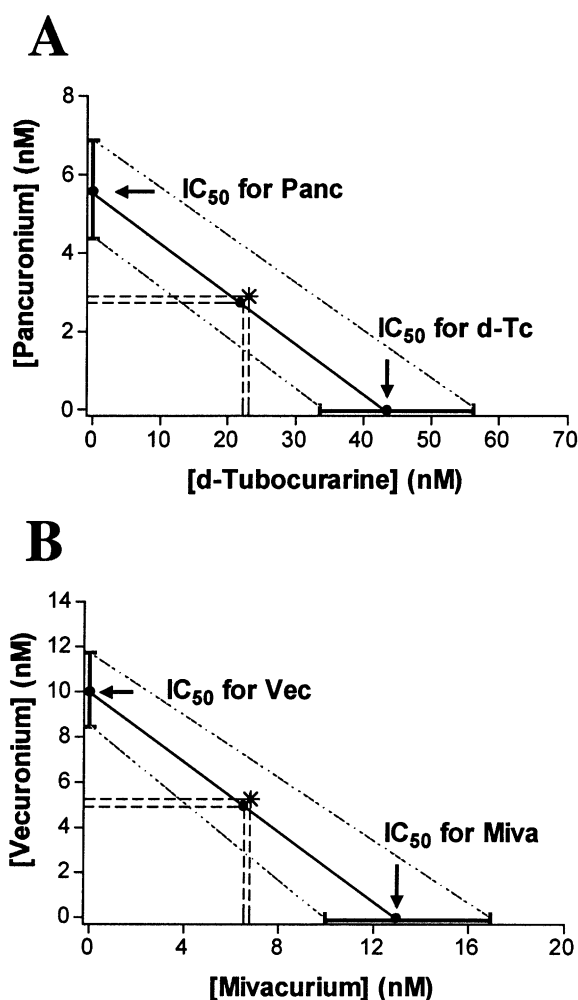 A
8
[Pancuronium] (nM)
6
IC50 for Panc
4
IC50 for d-Tc
2
0
0 10 20 30 40 50 60 70
[d-Tubocurarine] (nM)
B
14
[Vecuronium] (nM)
12
10
IC50 for Vec
8
6
4
IC50 for Miva
2
0
0 4 8 12 16 20
[Mivacurium] (nM)